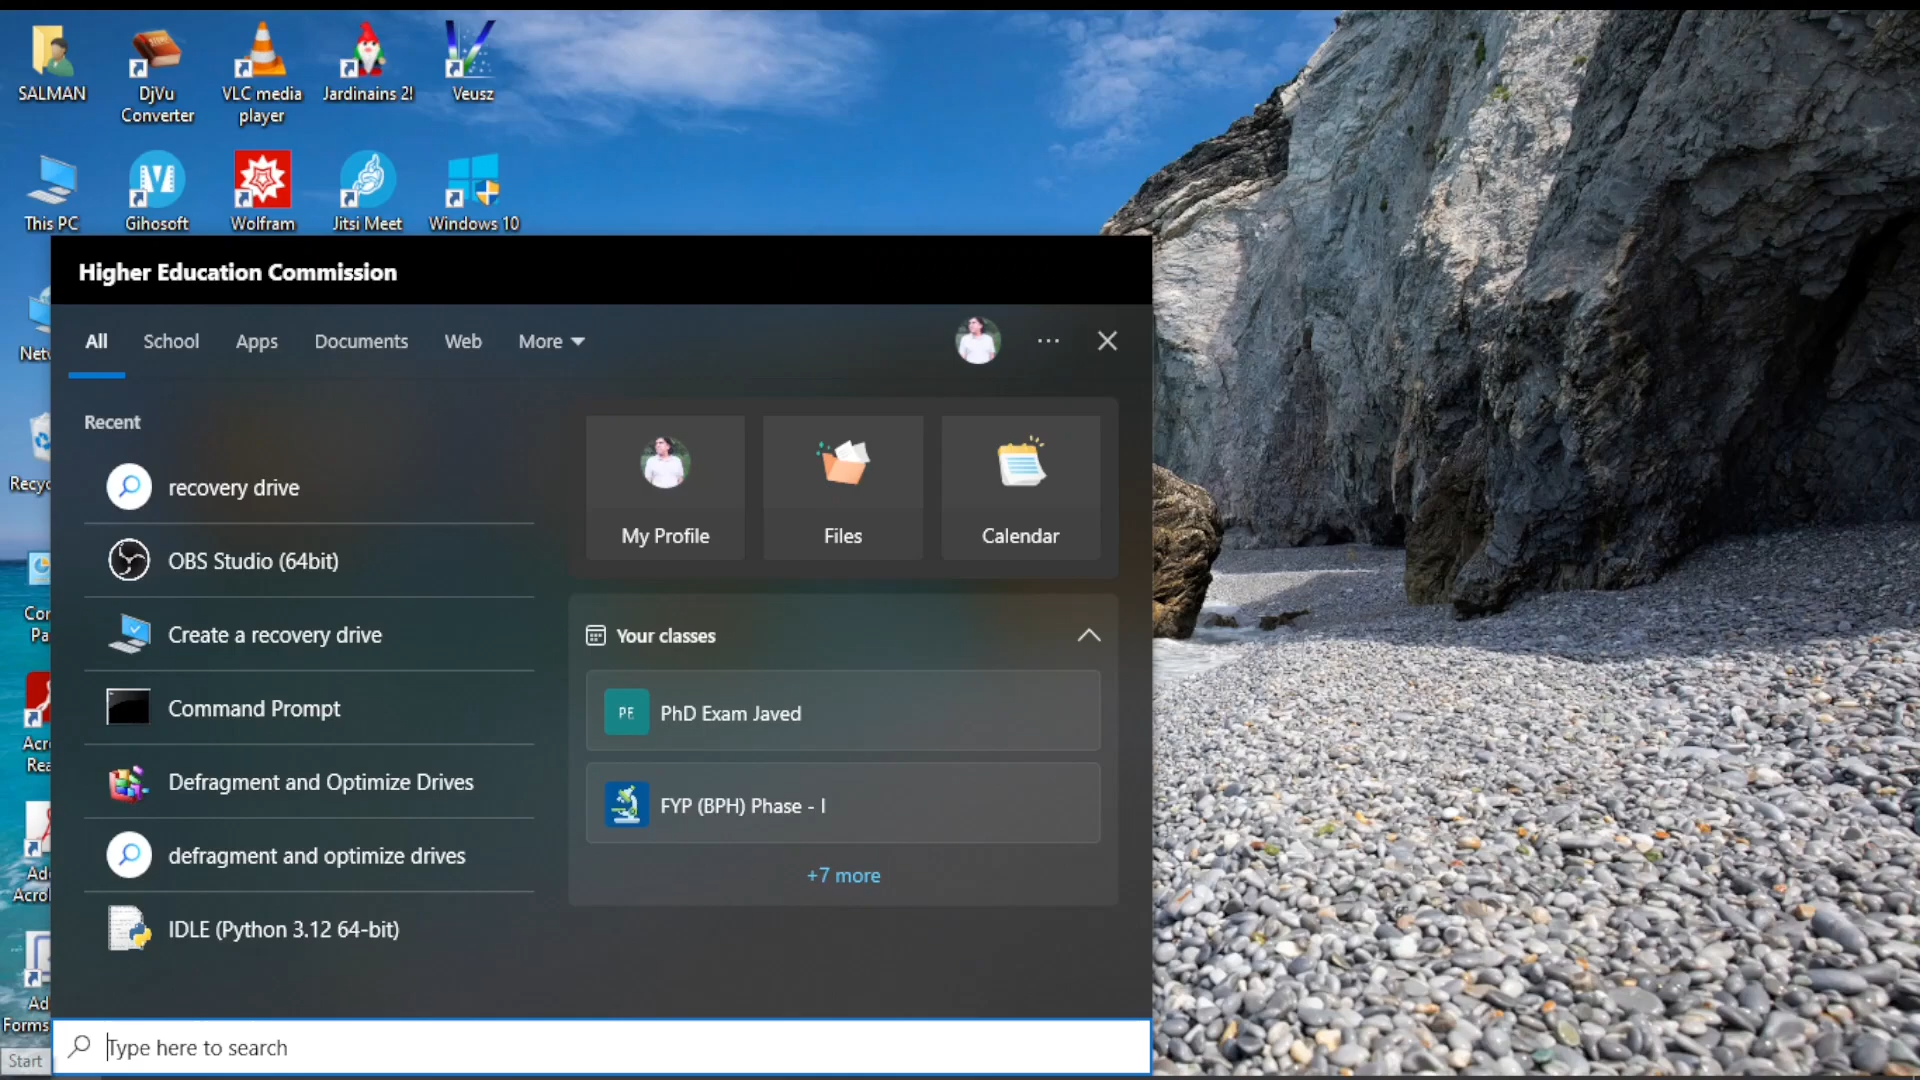 SALMAN
DjVu
Converter
VLC media
player
Jardinains 2!
Veusz
This PC
Gihosoft
Wolfram
Jitsi Meet
Windows 10
Higher Education Commission
All
School
Apps
Documents
Web
More
Recent
recovery drive
OBS Studio (64bit)
Create a recovery drive
Command Prompt
Defragment and Optimize Drives
defragment and optimize drives
IDLE (Python 3.12 64-bit)
My Profile
Files
Calendar
Your classes
PE
PhD Exam Javed
FYP (BPH) Phase - I
+7 more
Forms
Type here to search
Start